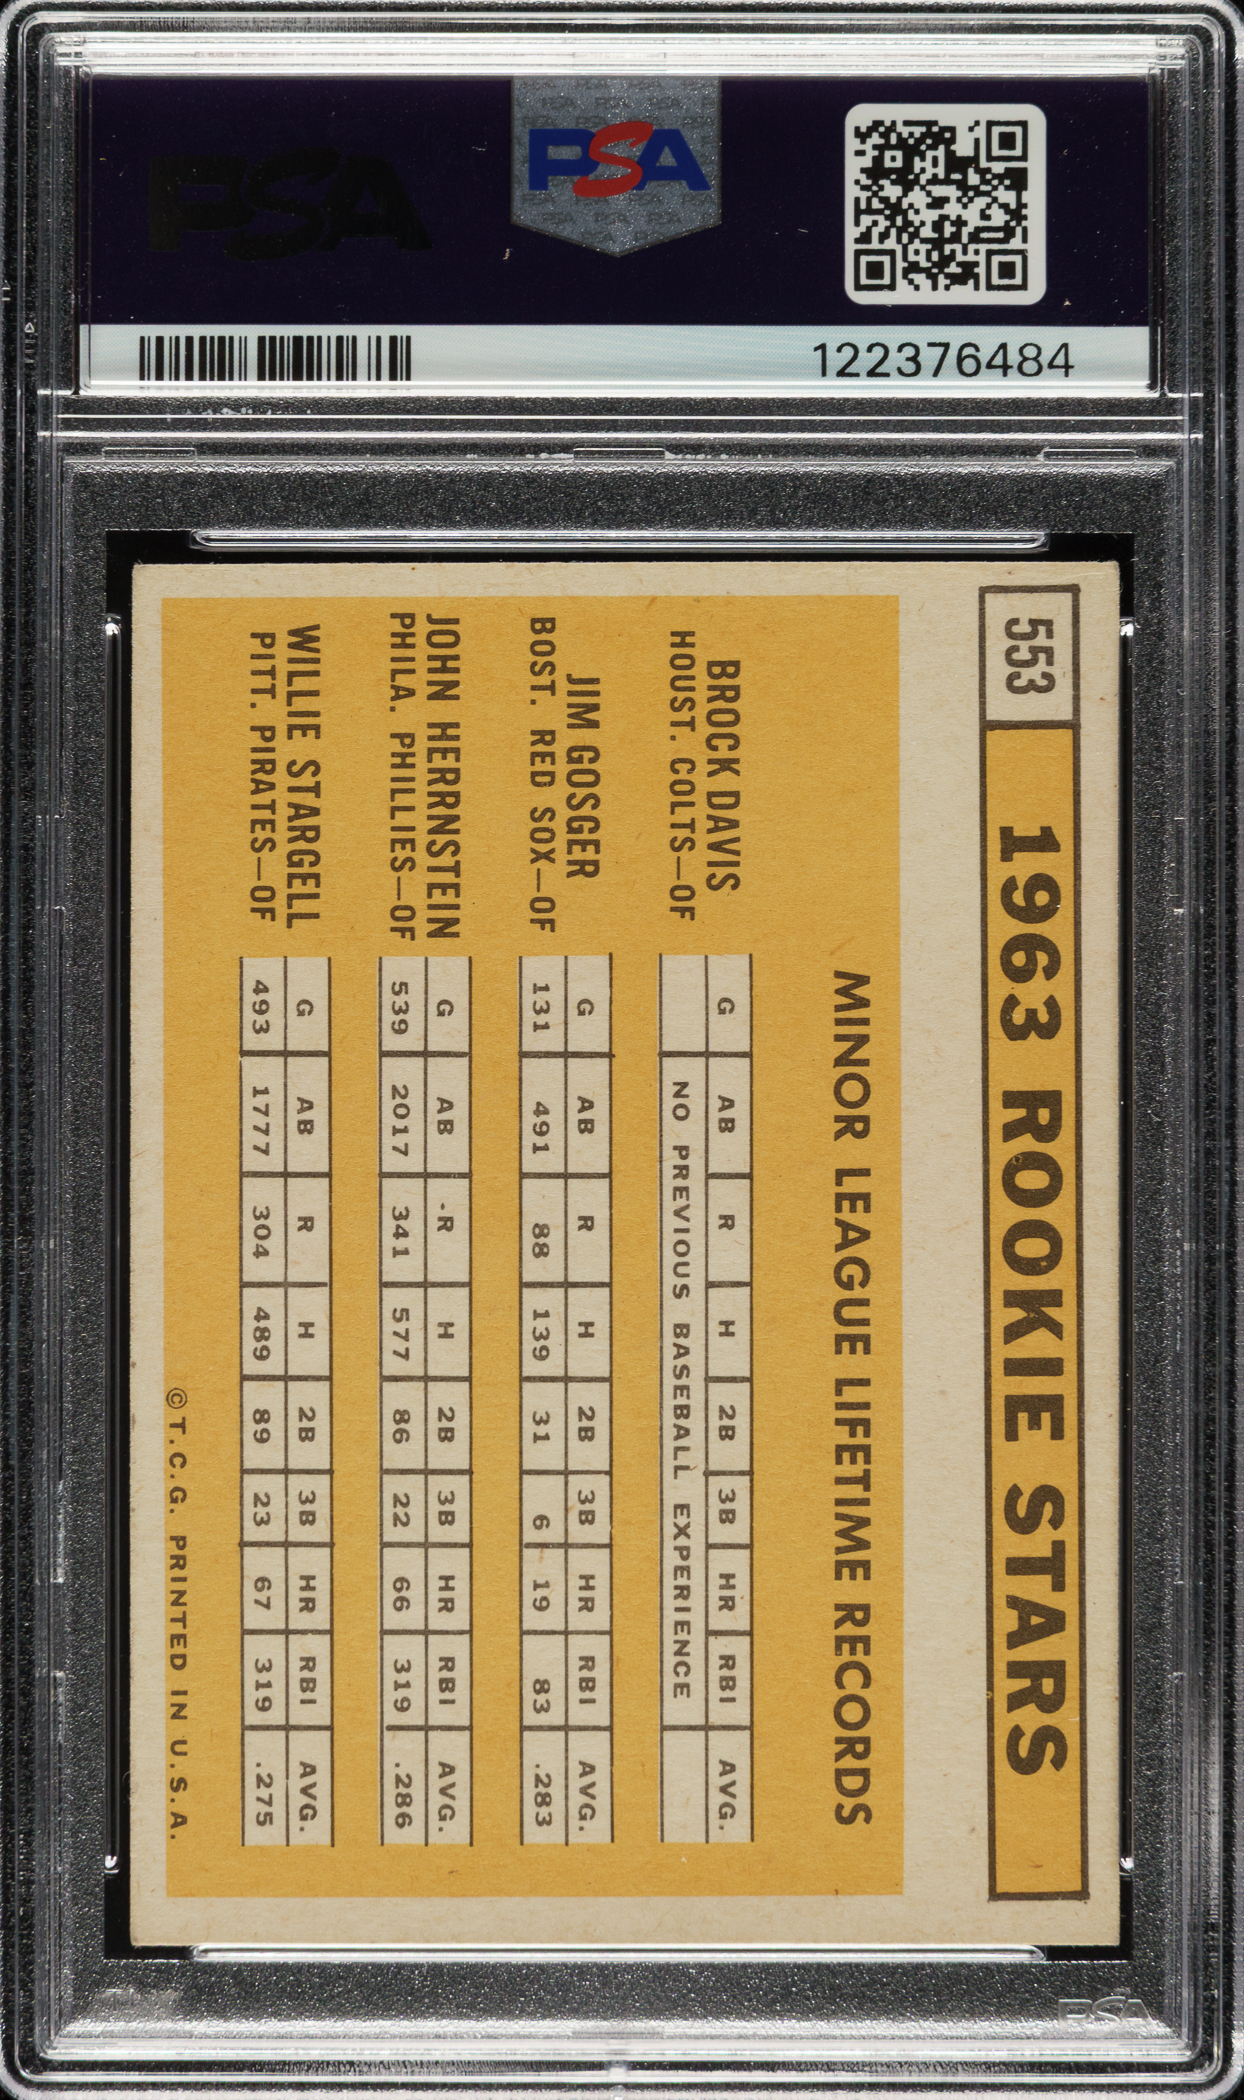 PSA
PSA
122376484
553
1963 ROOKIE STARS
MINOR LEAGUE LIFETIME RECORDS
BROCK DAVIS
HOUST. COLTS—OF
G AB R H 2B 3B HR RBI AVG.
NO PREVIOUS BASEBALL EXPERIENCE
JIM GOSGER
BOST. RED SOX—OF
G AB R H 2B 3B HR RBI AVG.
131 491 88 139 31 6 19 83 .283
JOHN HERRNSTEIN
PHILA. PHILLIES—OF
G AB -R H 2B 3B HR RBI AVG.
539 2017 341 577 86 22 66 319 .286
WILLIE STARGELL
PITT. PIRATES—OF
G AB R H 2B 3B HR RBI AVG.
493 1777 304 489 89 23 67 319 .275
©T.C.G. PRINTED IN U.S.A.
PSA